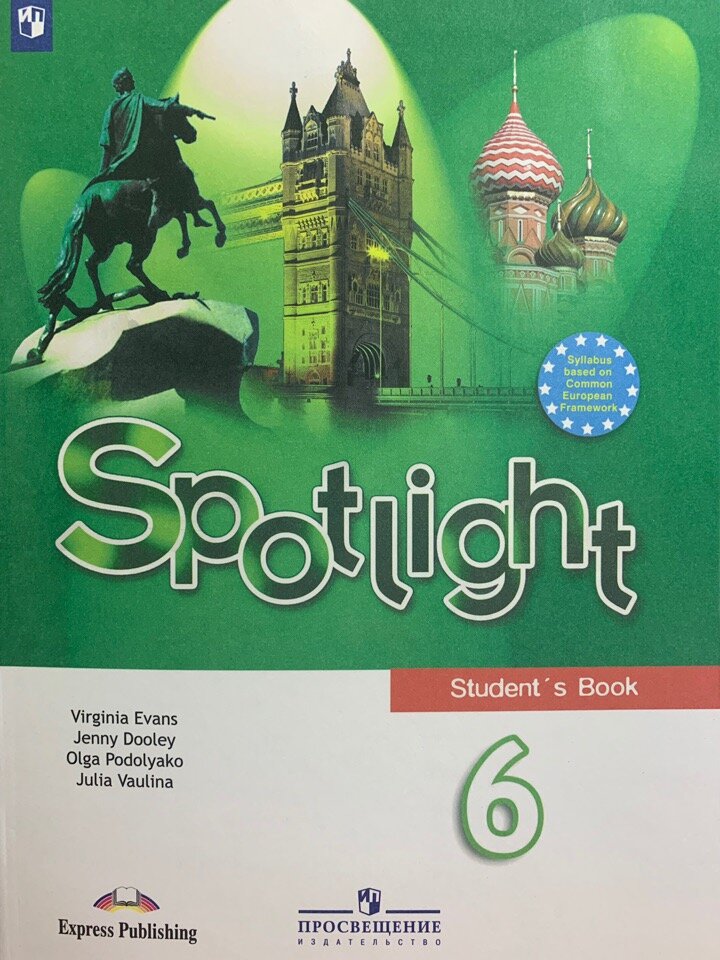 Syllabus
based on
Common
European
Framework
Spotlight
Student´s Book
Virginia Evans
Jenny Dooley
Olga Podolyako
Julia Vaulina
6
Express Publishing
ПРОСВЕЩЕНИЕ
ИЗДАТЕЛЬСТВО